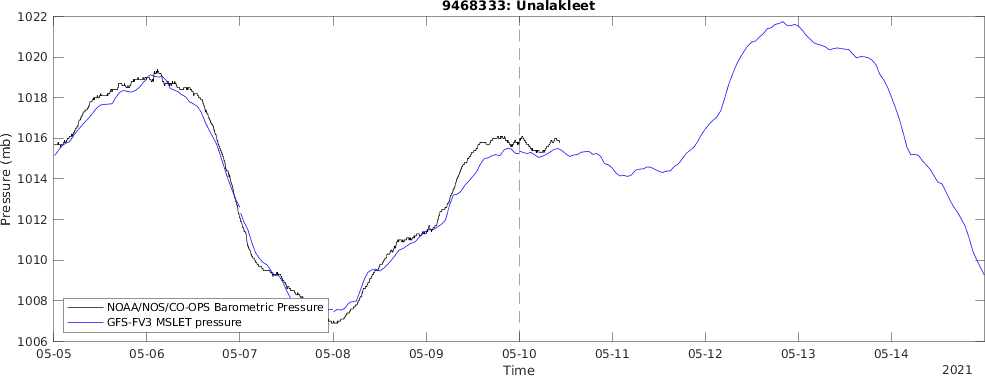 9468333: Unalakleet
1022
1020
1018
1016
1014
1012
1010
1008
1006
Pressure (mb)
NOAA/NOS/CO-OPS Barometric Pressure
GFS-FV3 MSLET pressure
05-05 05-06 05-07 05-08 05-09 05-10 05-11 05-12 05-13 05-14
Time
2021